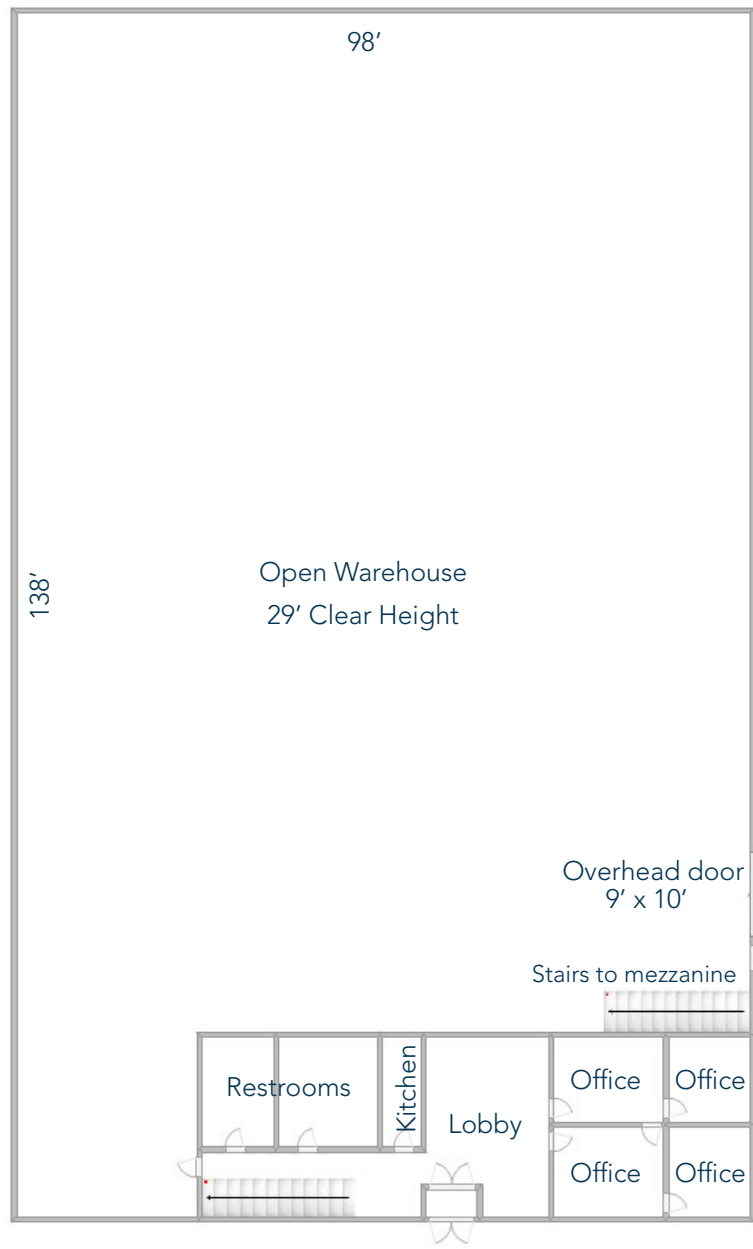 98’
138’
Open Warehouse
29’ Clear Height
Overhead door
9’ x 10’
Stairs to mezzanine
Restrooms
Kitchen
Lobby
Office
Office
Office
Office